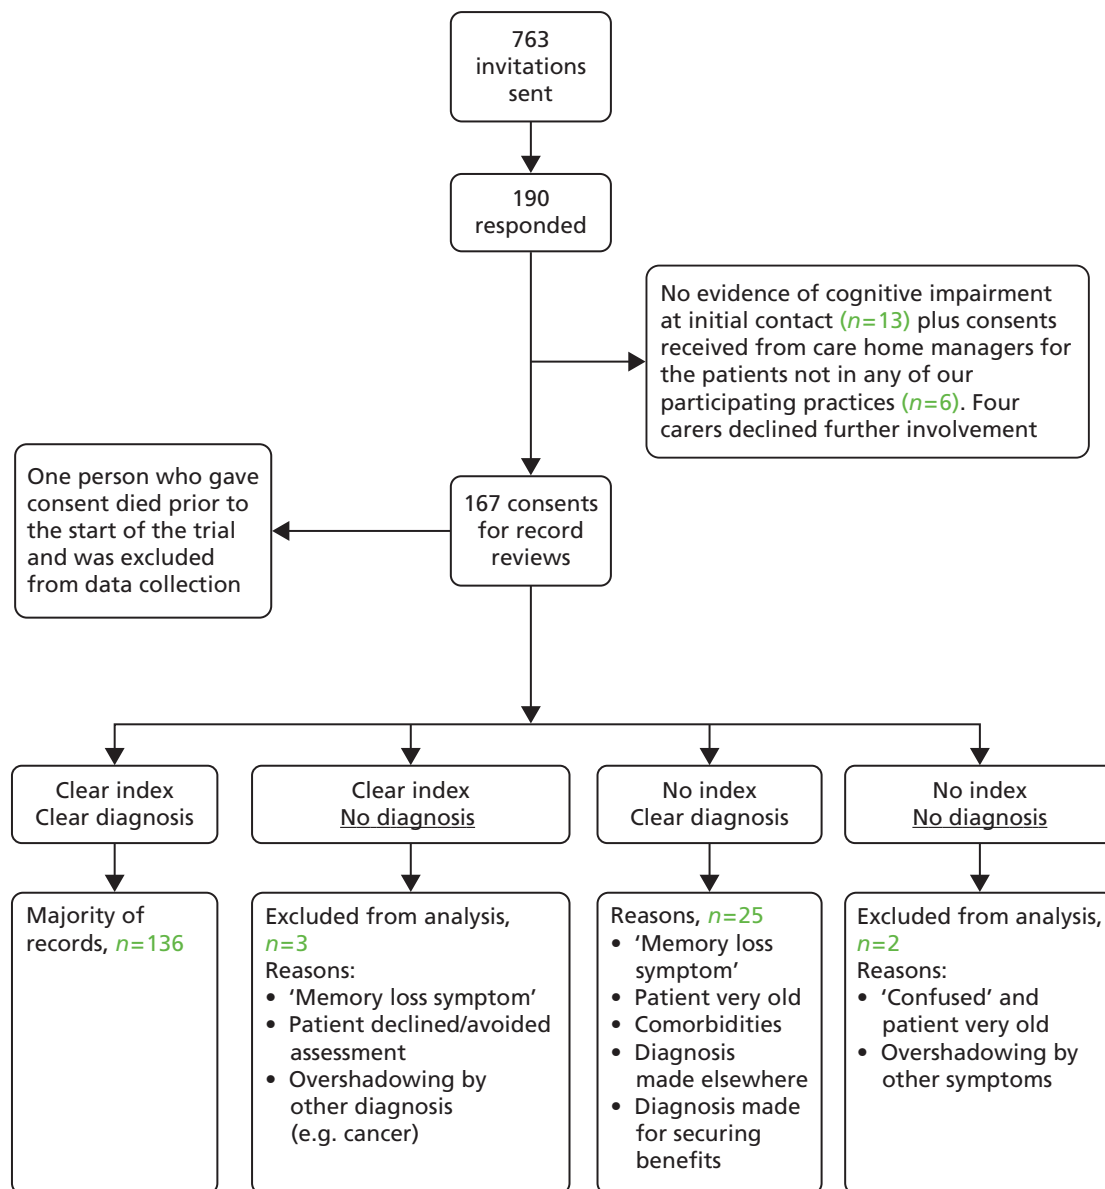 763
invitations
sent
190
responded
No evidence of cognitive impairment
at initial contact (n=13) plus consents
received from care home managers for
the patients not in any of our
participating practices (n=6). Four
carers declined further involvement
One person who gave
consent died prior to
the start of the trial
and was excluded
from data collection
167 consents
for record
reviews
Clear index
Clear diagnosis
Clear index
No diagnosis
No index
Clear diagnosis
No index
No diagnosis
Majority of
records, n=136
Excluded from analysis,
n=3
Reasons:
• ‘Memory loss symptom’
• Patient declined/avoided
assessment
• Overshadowing by
other diagnosis
(e.g. cancer)
Reasons, n=25
• ‘Memory loss
symptom’
• Patient very old
• Comorbidities
• Diagnosis
made elsewhere
• Diagnosis made
for securing
benefits
Excluded from analysis,
n=2
Reasons:
• ‘Confused’ and
patient very old
• Overshadowing by
other symptoms